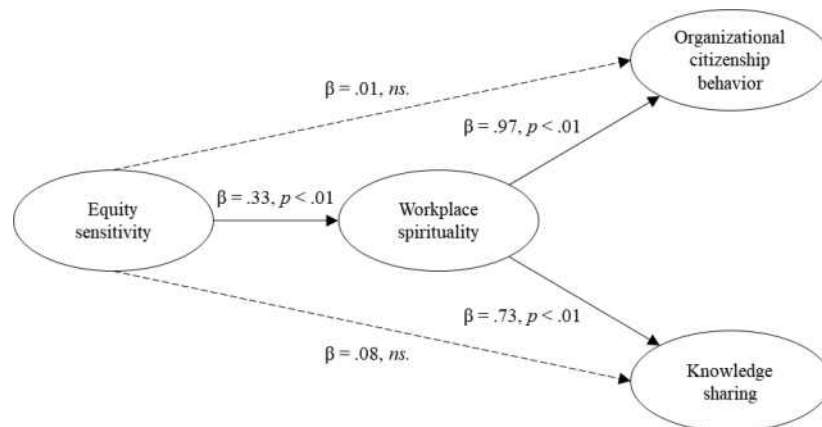 Organizational
citizenship
behavior
β = .01, ns.
β = .97, p < .01
β = .33, p < .01
Equity
sensitivity
Workplace
spirituality
β = .73, p < .01
β = .08, ns.
Knowledge
sharing